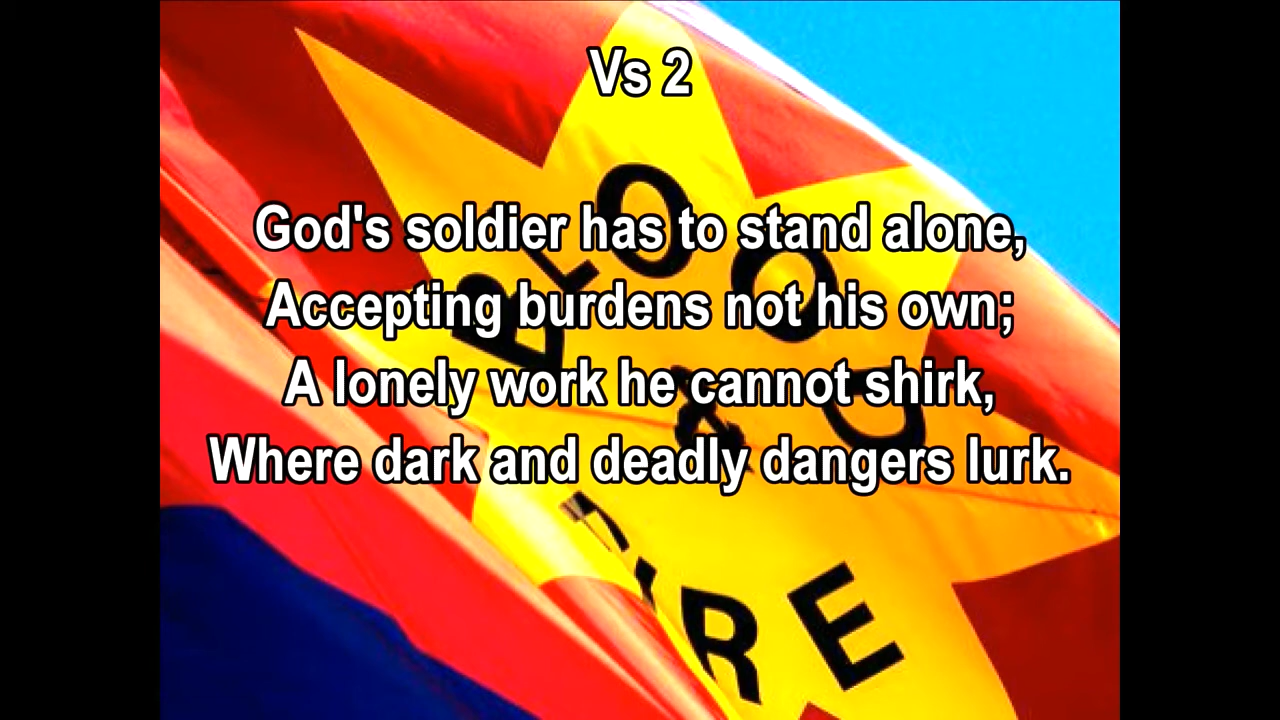 Vs 2
God's soldier has to stand alone,
Accepting burdens not his own;
A lonely work he cannot shirk,
Where dark and deadly dangers lurk.